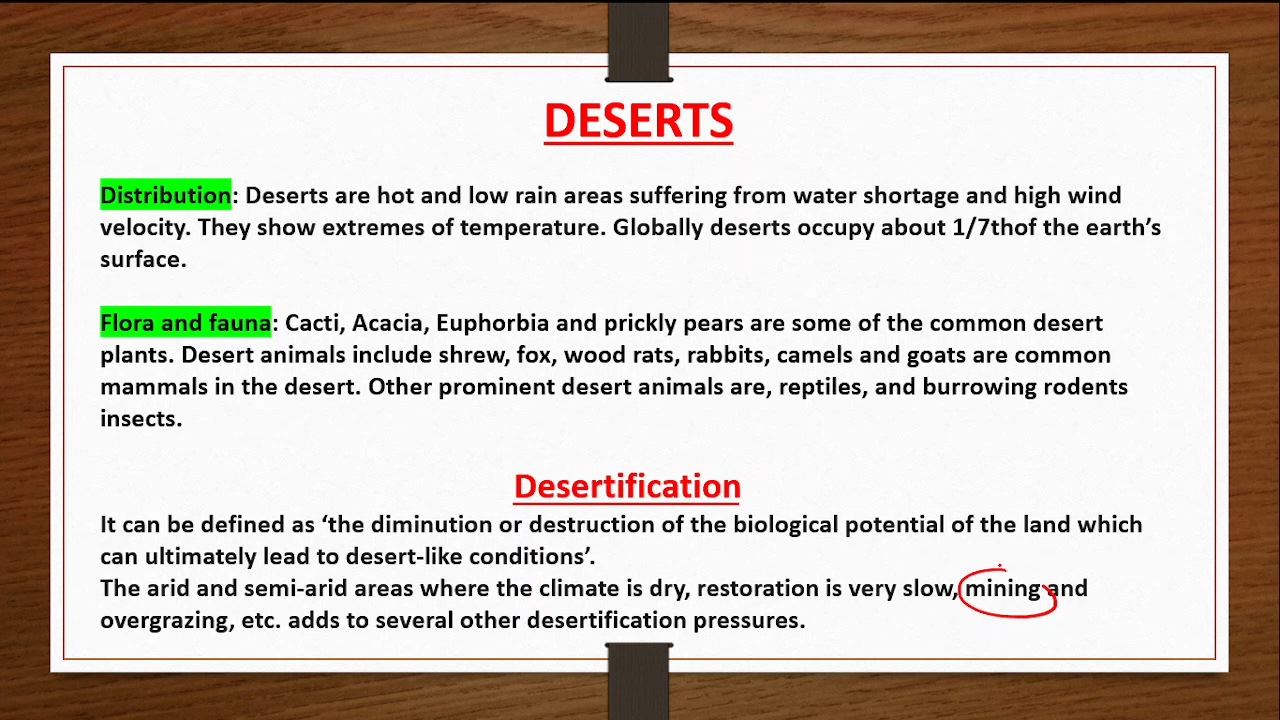 DESERTS
Distribution: Deserts are hot and low rain areas suffering from water shortage and high wind
velocity. They show extremes of temperature. Globally deserts occupy about 1/7thof the earth’s
surface.
Flora and fauna: Cacti, Acacia, Euphorbia and prickly pears are some of the common desert
plants. Desert animals include shrew, fox, wood rats, rabbits, camels and goats are common
mammals in the desert. Other prominent desert animals are, reptiles, and burrowing rodents
insects.
Desertification
It can be defined as ‘the diminution or destruction of the biological potential of the land which
can ultimately lead to desert-like conditions’.
The arid and semi-arid areas where the climate is dry, restoration is very slow, mining and
overgrazing, etc. adds to several other desertification pressures.